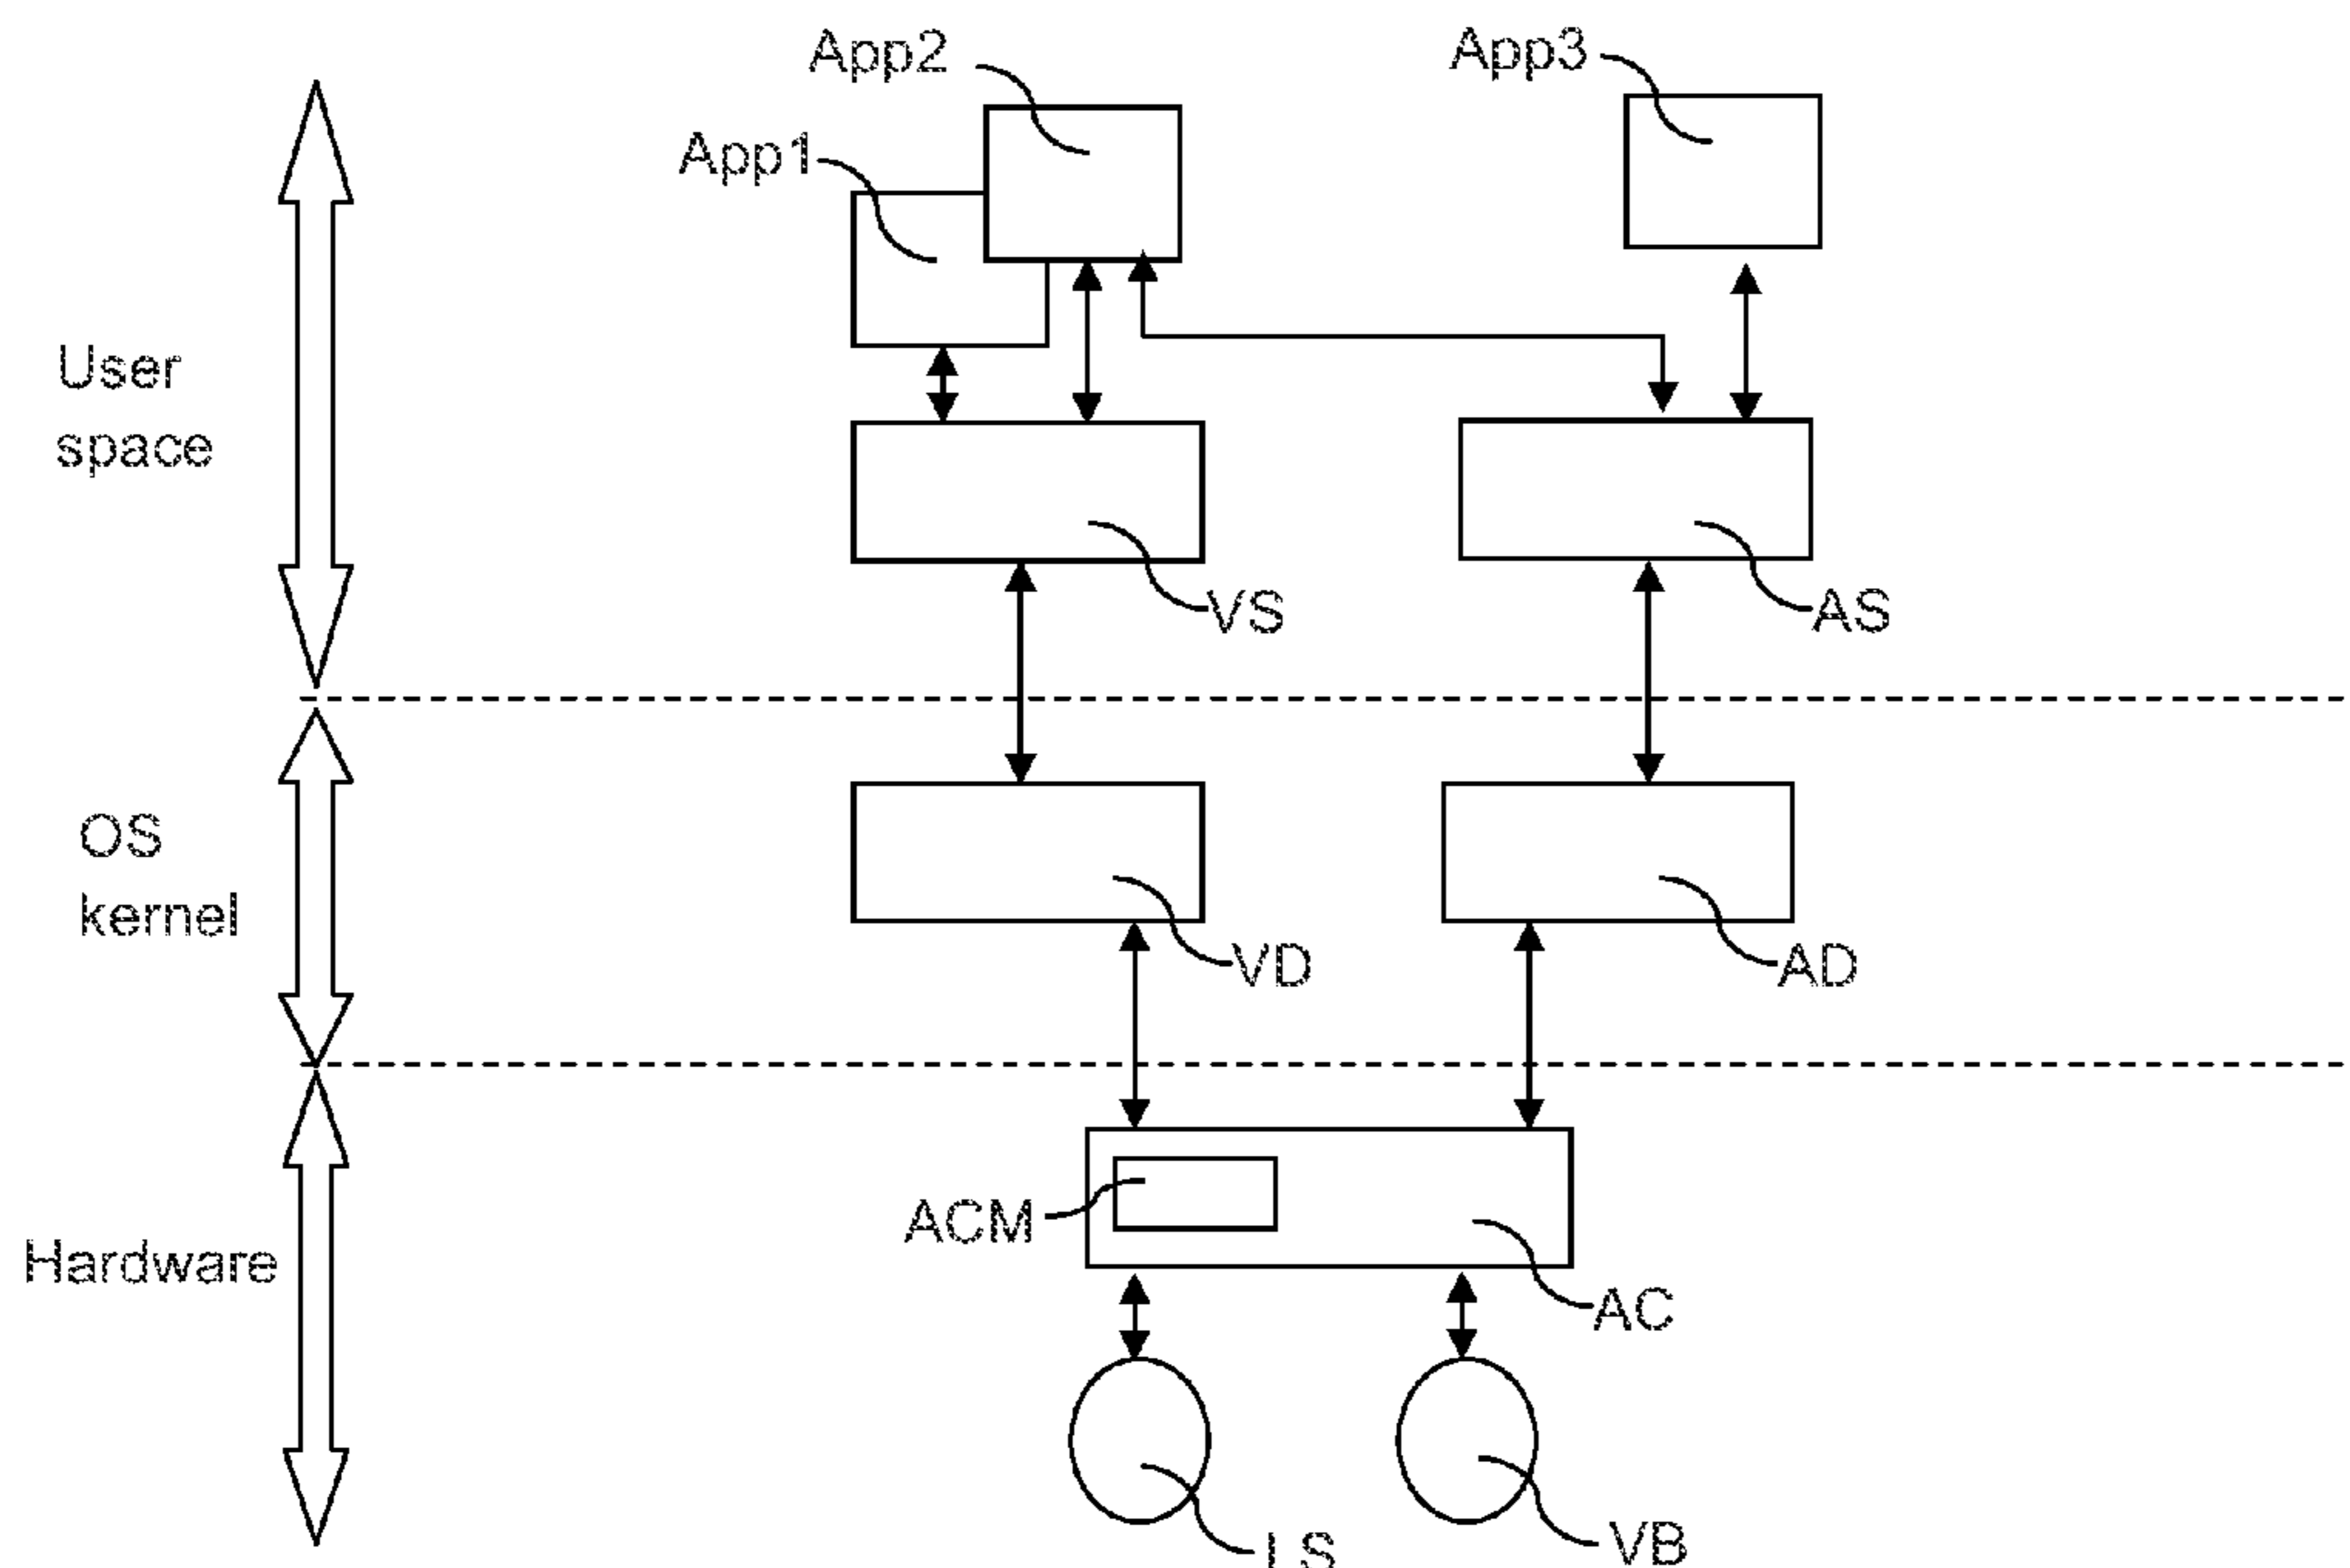 App2
App3
App1
User
space
VS
AS
OS
kernel
VD
AD
ACM
Hardware
AC
LS
VB